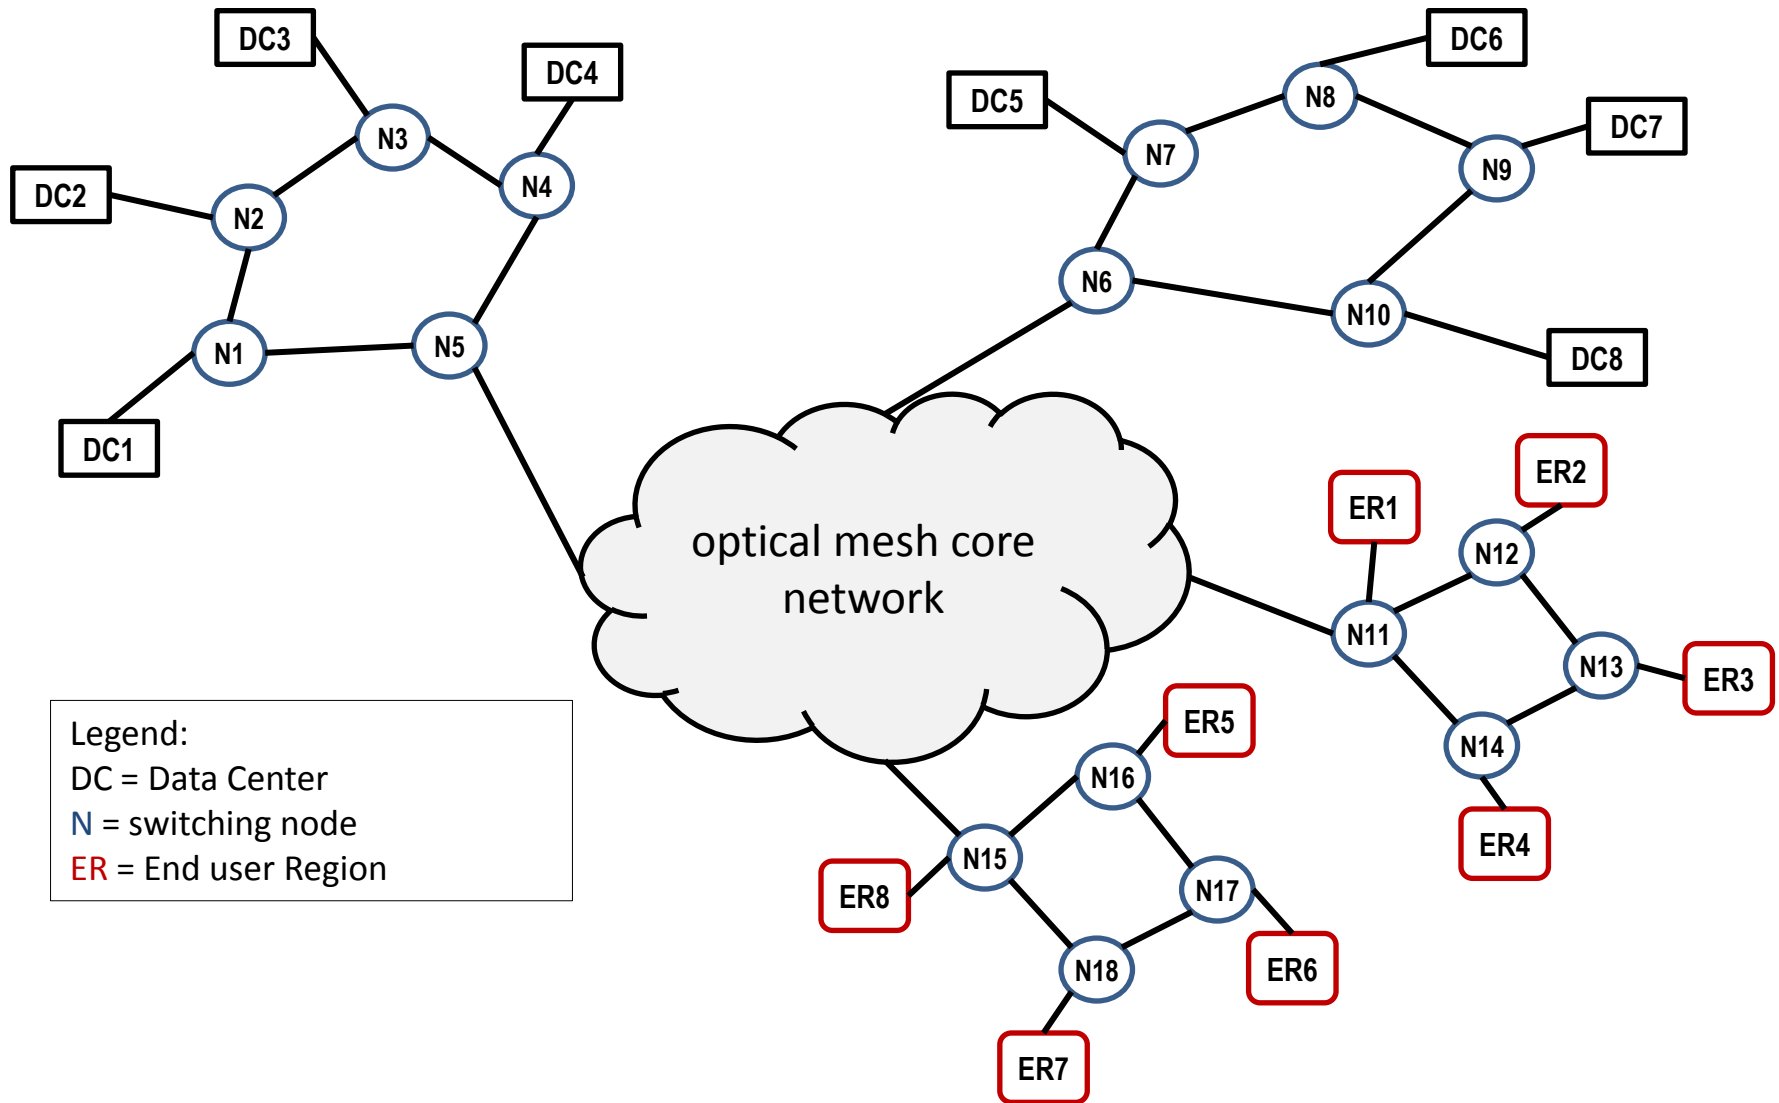 DC3
DC4
DC6
DC5
DC7
N3
N8
N7
N9
N4
DC2
N2
N6
N10
N1
N5
DC8
DC1
ER2
ER1
optical mesh core
network
N12
N11
N13
ER3
ER5
N14
N16
ER4
Legend:
DC = Data Center
N = switching node
ER = End user Region
N15
ER8
N17
N18
ER6
ER7